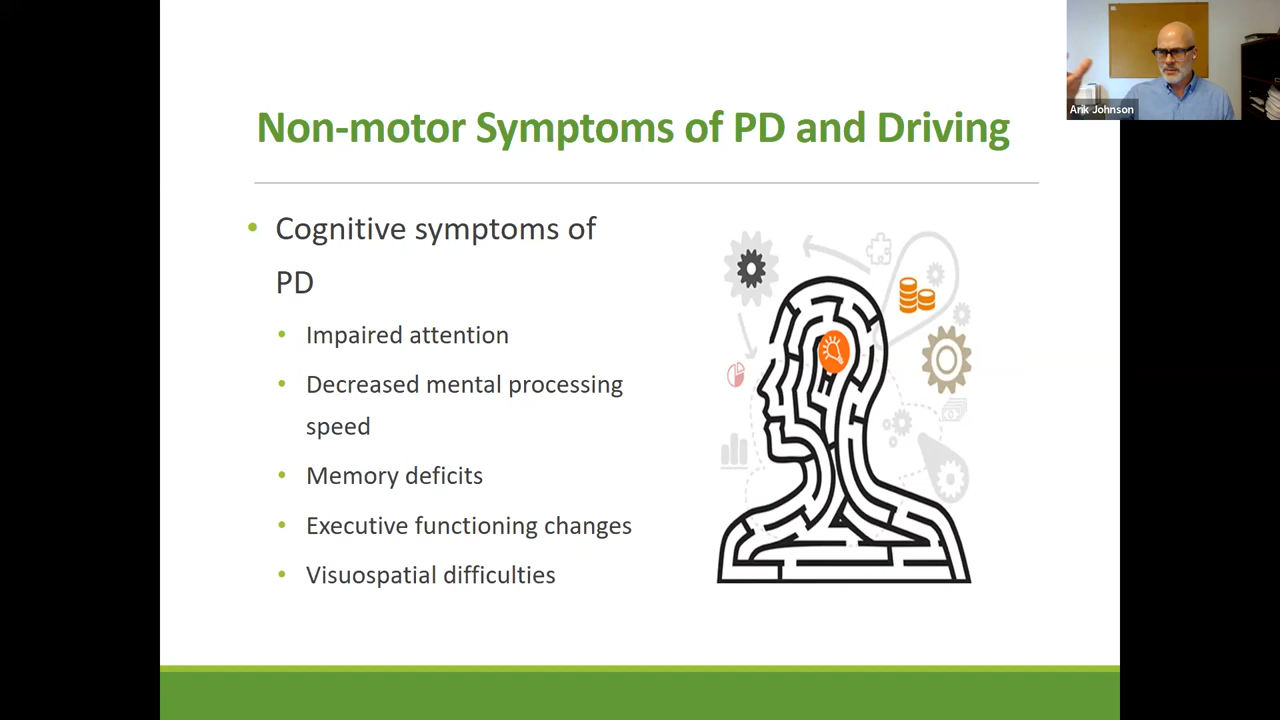 Arik Johnson
Non-motor Symptoms of PD and Driving
• Cognitive symptoms of
PD
• Impaired attention
• Decreased mental processing
speed
• Memory deficits
• Executive functioning changes
• Visuospatial difficulties